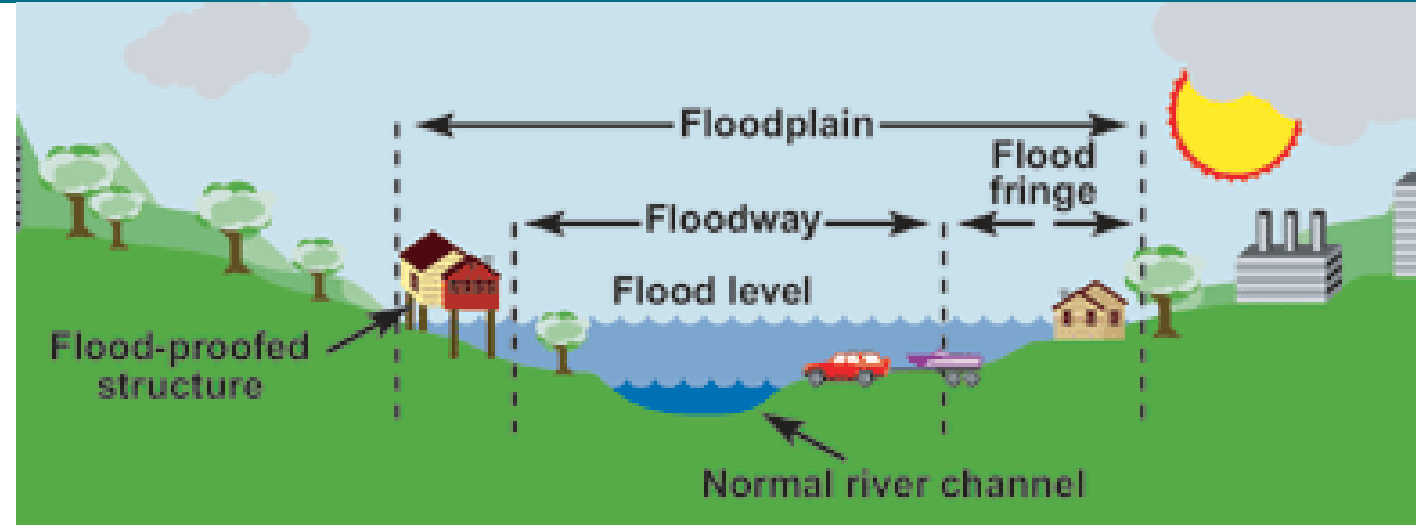 Floodplain
Flood
fringe
Floodway
Flood level
Flood-proofed
structure
Normal river channel